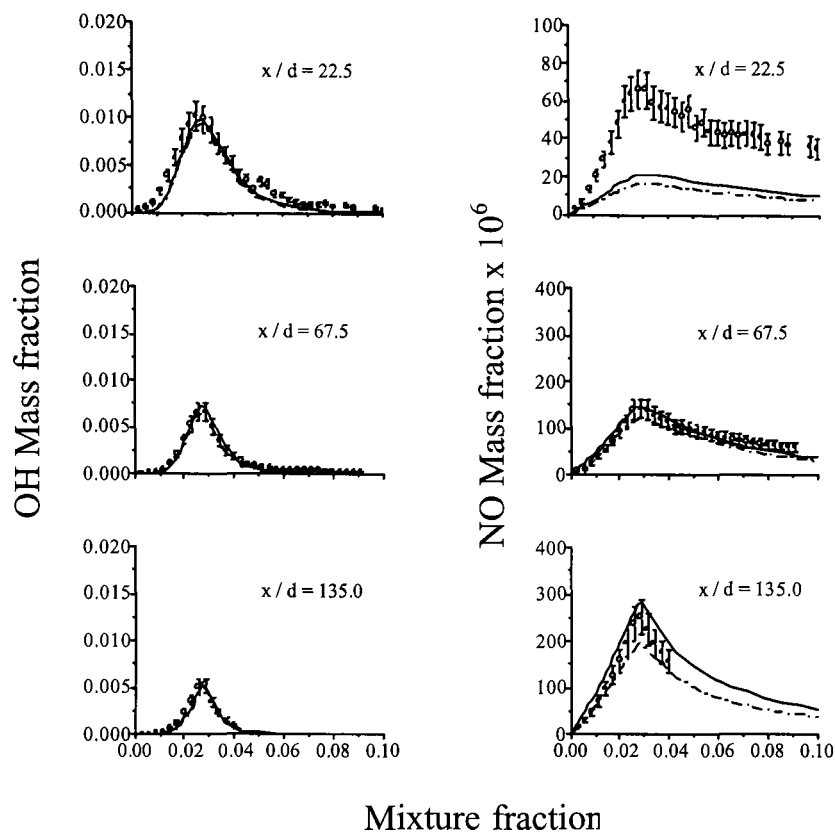 OH Mass fraction
0.020
0.015
0.010
0.005
0.000
x / d = 22.5
0.020
0.015
0.010
0.005
0.000
x / d = 67.5
0.020
0.015
0.010
0.005
0.000
x / d = 135.0
0.00 0.02 0.04 0.06 0.08 0.10
NO Mass fraction x 10⁶
100
80
60
40
20
0
x / d = 22.5
400
300
200
100
0
x / d = 67.5
400
300
200
100
0
x / d = 135.0
0.00 0.02 0.04 0.06 0.08 0.10
Mixture fraction